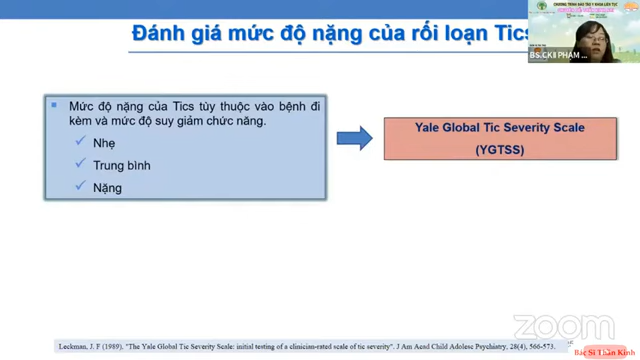 Đánh giá mức độ nặng của rối loạn Tics
BS.CKII PHẠM
Mức độ nặng của Tics tùy thuộc vào bệnh đi
kèm và mức độ suy giảm chức năng.
Nhẹ
Trung bình
Nặng
Yale Global Tic Severity Scale
(YGTSS)
zoom
Leckman, J. F (1989), "The Yale Global Tic Severity Scale: initial testing of a clinician-rated scale of tic severity". J Am Acad Child Adolesc Psychiatry, 28(4), 566-573.
Bác Sĩ Thần Kinh